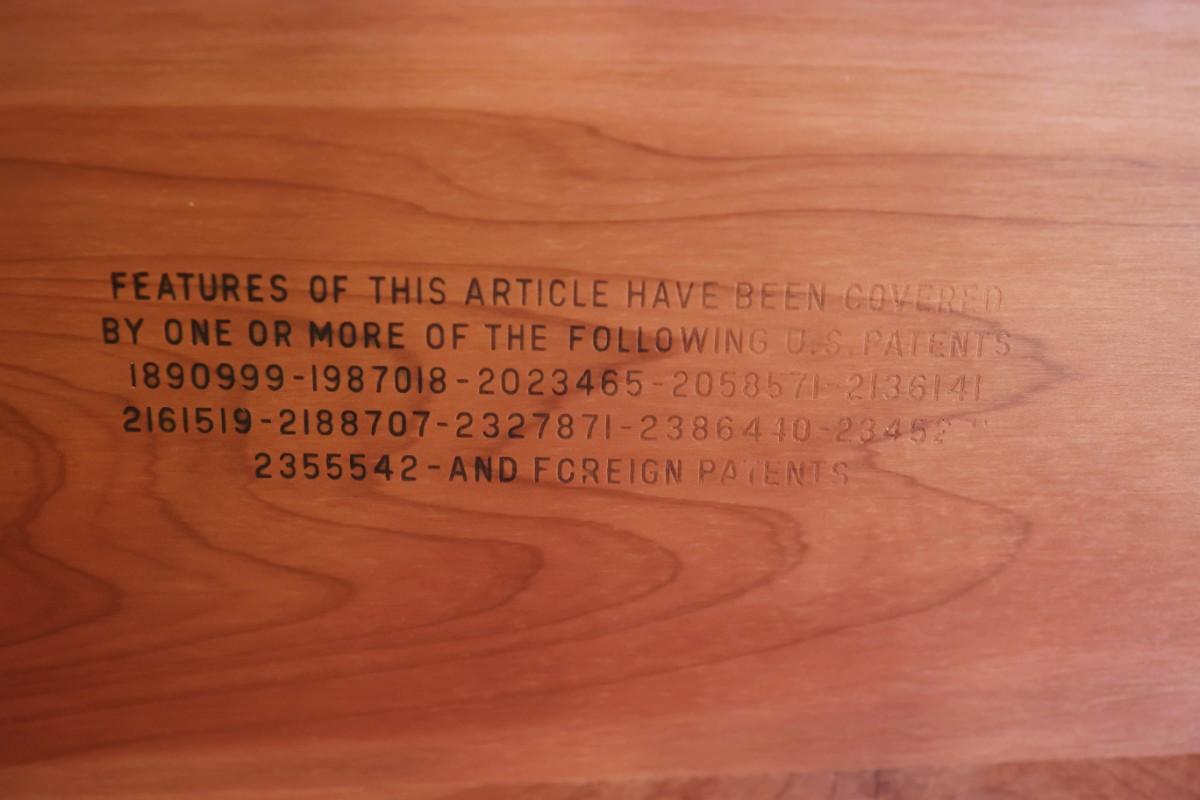 FEATURES OF THIS ARTICLE HAVE BEEN COVERED
BY ONE OR MORE OF THE FOLLOWING U.S. PATENTS
1890999-1987018-2023465-2058571-2136141
2161519-2188707-2327871-2386440-
2355542-AND FOREIGN PATENTS